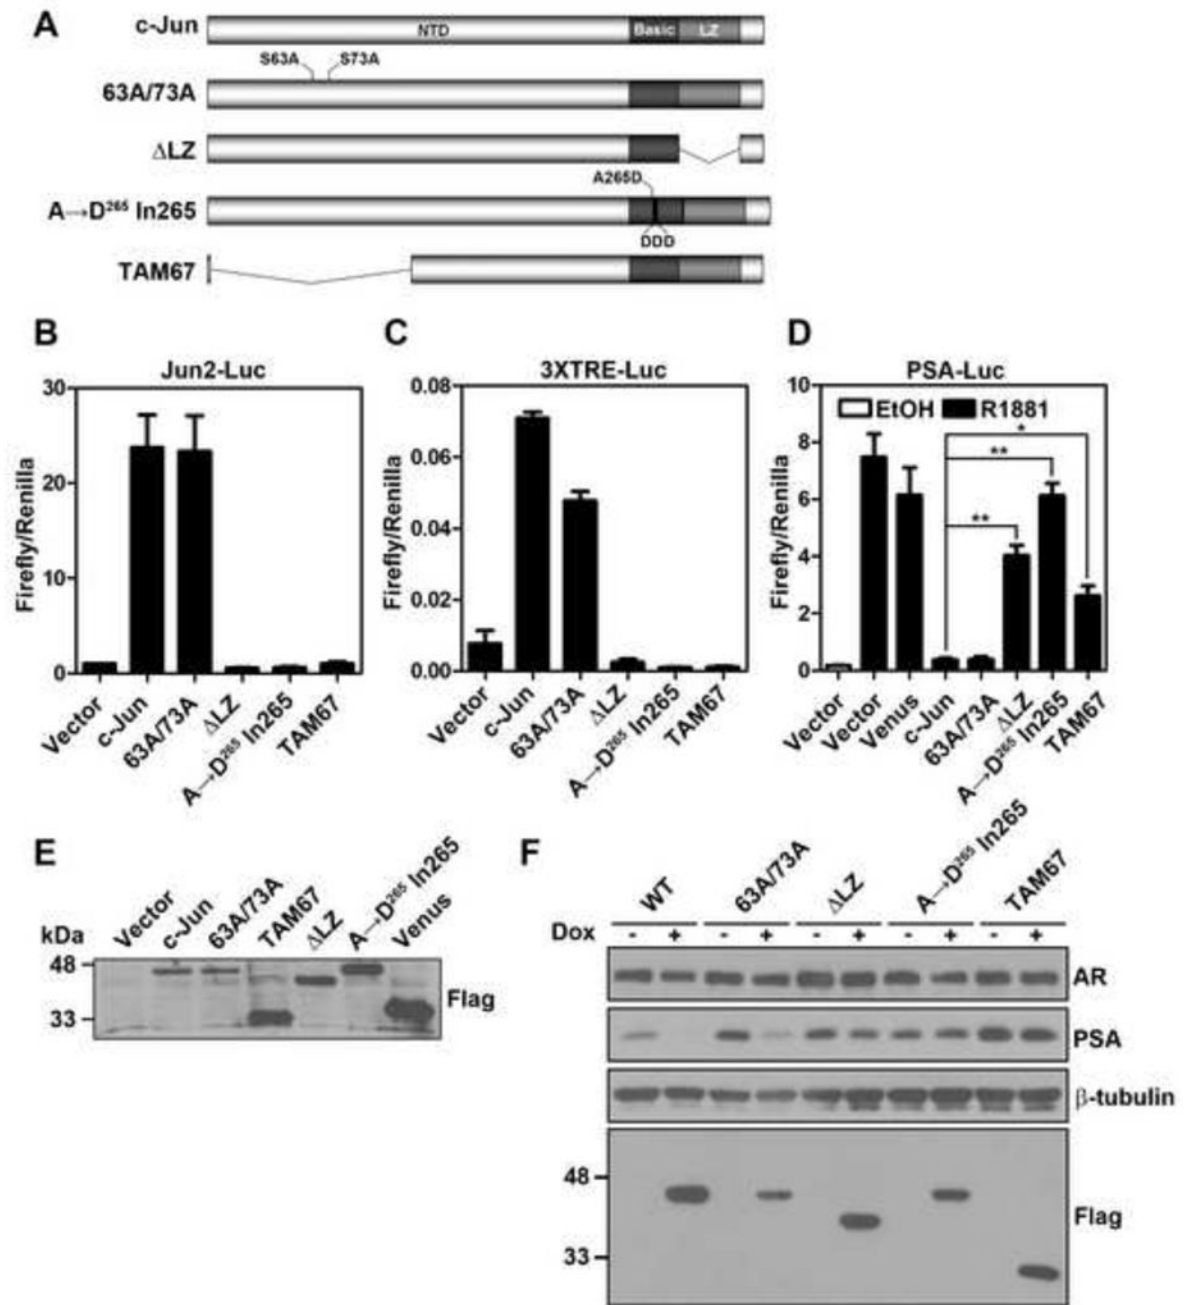 A
c-Jun
NTD
Basic
LZ
S63A
S73A
63A/73A
ΔLZ
A265D
A→D²⁶⁵ In265
DDD
TAM67
B
Jun2-Luc
Firefly/Renilla
30
20
10
0
Vector
c-Jun
63A/73A
ΔLZ
A→D²⁶⁵ In265
TAM67
C
3XTRE-Luc
Firefly/Renilla
0.08
0.06
0.04
0.02
0.00
Vector
c-Jun
63A/73A
ΔLZ
A→D²⁶⁵ In265
TAM67
D
PSA-Luc
EtOH
R1881
Firefly/Renilla
10
8
6
4
2
0
*
**
**
Vector
Vector
Venus
c-Jun
63A/73A
ΔLZ
A→D²⁶⁵ In265
TAM67
E
kDa
Vector
c-Jun
63A/73A
TAM67
ΔLZ
A→D²⁶⁵ In265
Venus
48
33
Flag
F
WT
63A/73A
ΔLZ
A→D²⁶⁵ In265
TAM67
Dox - + - + - + - + - +
AR
PSA
β-tubulin
48
33
Flag